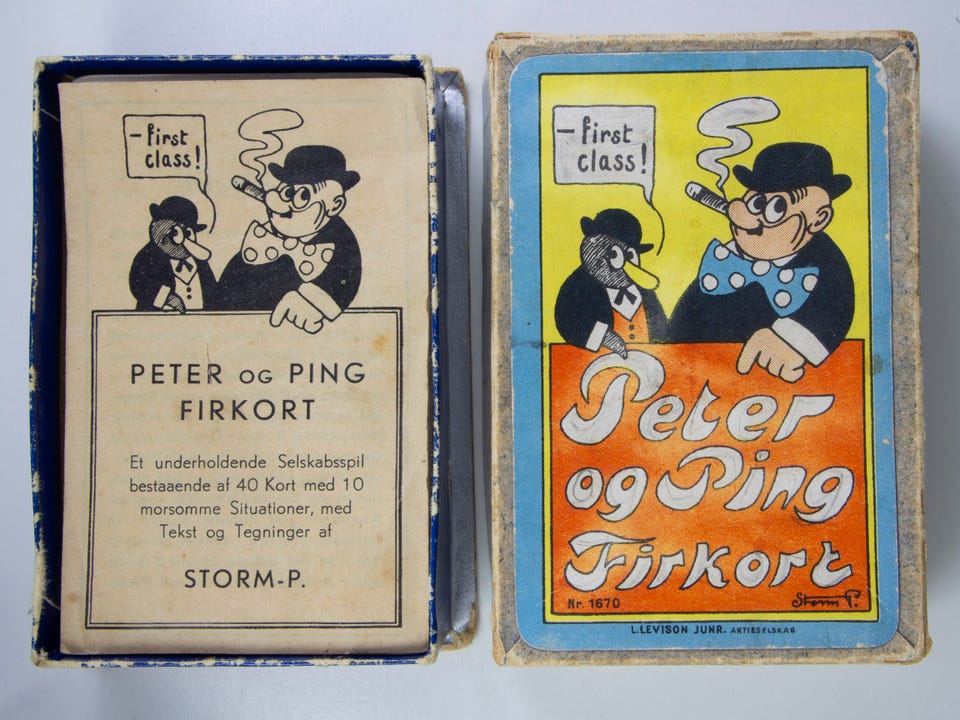 – first
class!
PETER OG PING
FIRKORT
Et underholdende Selskabsspil
bestaaende af 40 Kort med 10
morsomme Situationer, med
Tekst og Tegninger af
STORM-P.
– first
class!
Peter
og Ping
Firkort
Nr. 1670
Storm P.
L. LEVISON JUNR. AKTIESELSKAB